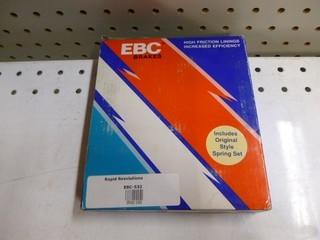 EBC
BRAKES
HIGH FRICTION LININGS
INCREASED EFFICIENCY
Includes
Original
Style
Spring Set
Rapid Revolutions
EBC-532